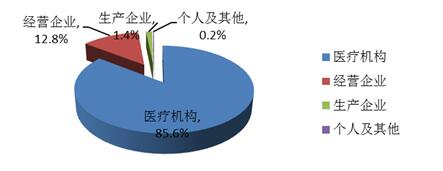 生产企业,
1.4%
个人及其他,
0.2%
经营企业,
12.8%
医疗机构,
85.6%
医疗机构
经营企业
生产企业
个人及其他